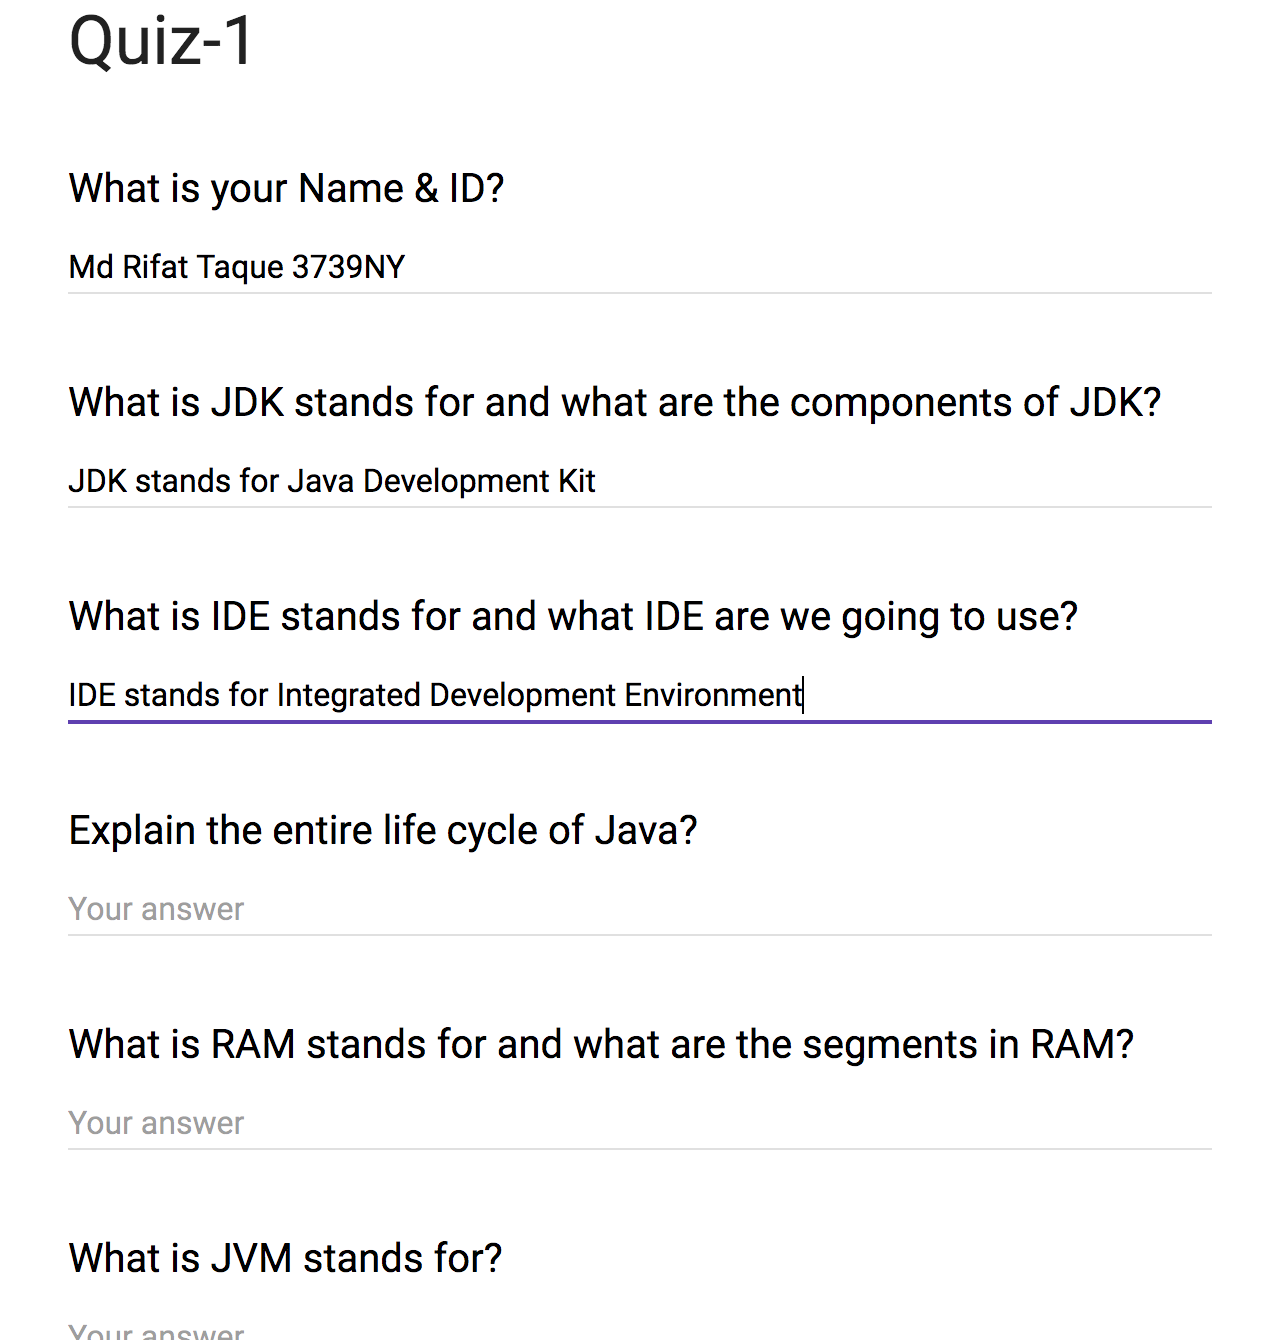 Quiz-1
What is your Name & ID?
Md Rifat Taque 3739NY
What is JDK stands for and what are the components of JDK?
JDK stands for Java Development Kit
What is IDE stands for and what IDE are we going to use?
IDE stands for Integrated Development Environment
Explain the entire life cycle of Java?
Your answer
What is RAM stands for and what are the segments in RAM?
Your answer
What is JVM stands for?
Your answer